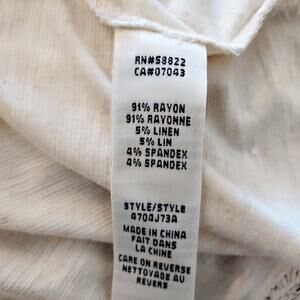 RN#58822
CA#07043
91% RAYON
91% RAYONNE
5% LINEN
5% LIN
4% SPANDEX
4% SPANDEX
STYLE/STYLE
4704J73A
MADE IN CHINA
FAIT DANS
LA CHINE
CARE ON REVERSE
NETTOYAGE AU
REVERS